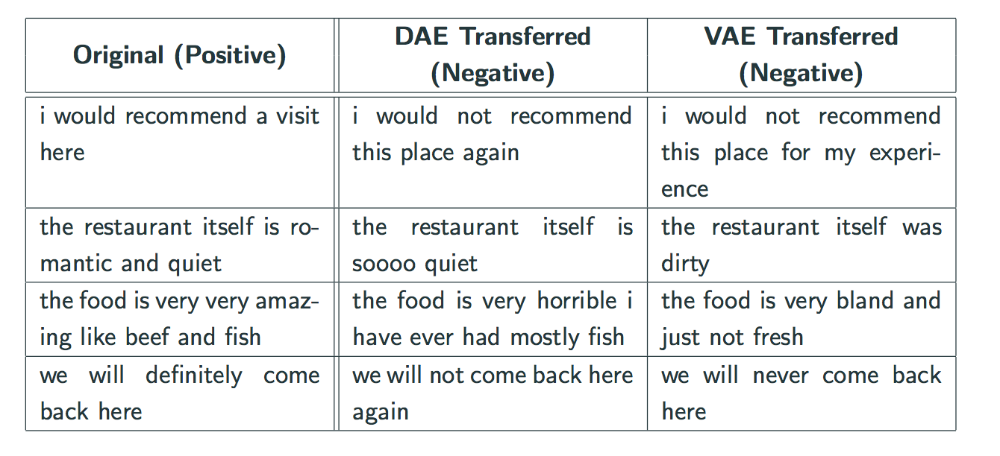 Original (Positive)
DAE Transferred
(Negative)
VAE Transferred
(Negative)
i would recommend a visit
here
i would not recommend
this place again
i would not recommend
this place for my experi-
ence
the restaurant itself is ro-
mantic and quiet
the restaurant itself is
soooo quiet
the restaurant itself was
dirty
the food is very very amaz-
ing like beef and fish
the food is very horrible i
have ever had mostly fish
the food is very bland and
just not fresh
we will definitely come
back here
we will not come back here
again
we will never come back
here